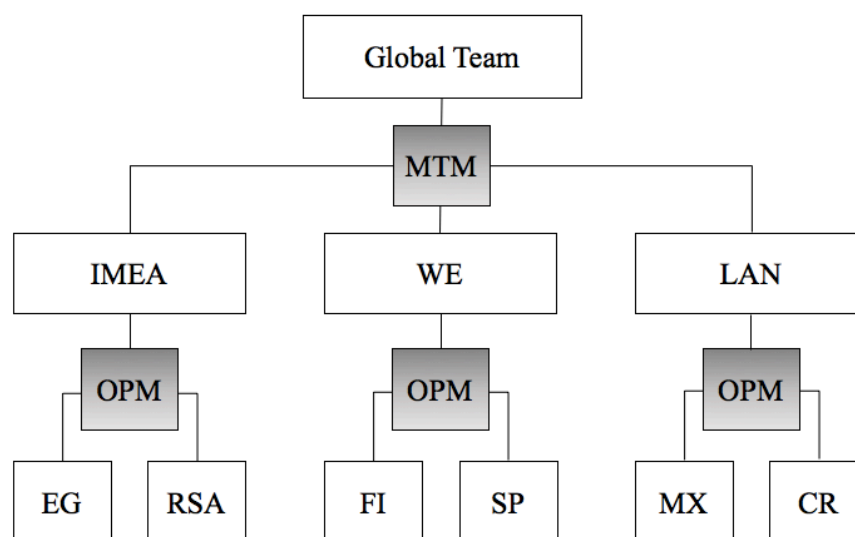 Global Team
MTM
IMEA
WE
LAN
OPM
OPM
OPM
EG
RSA
FI
SP
MX
CR